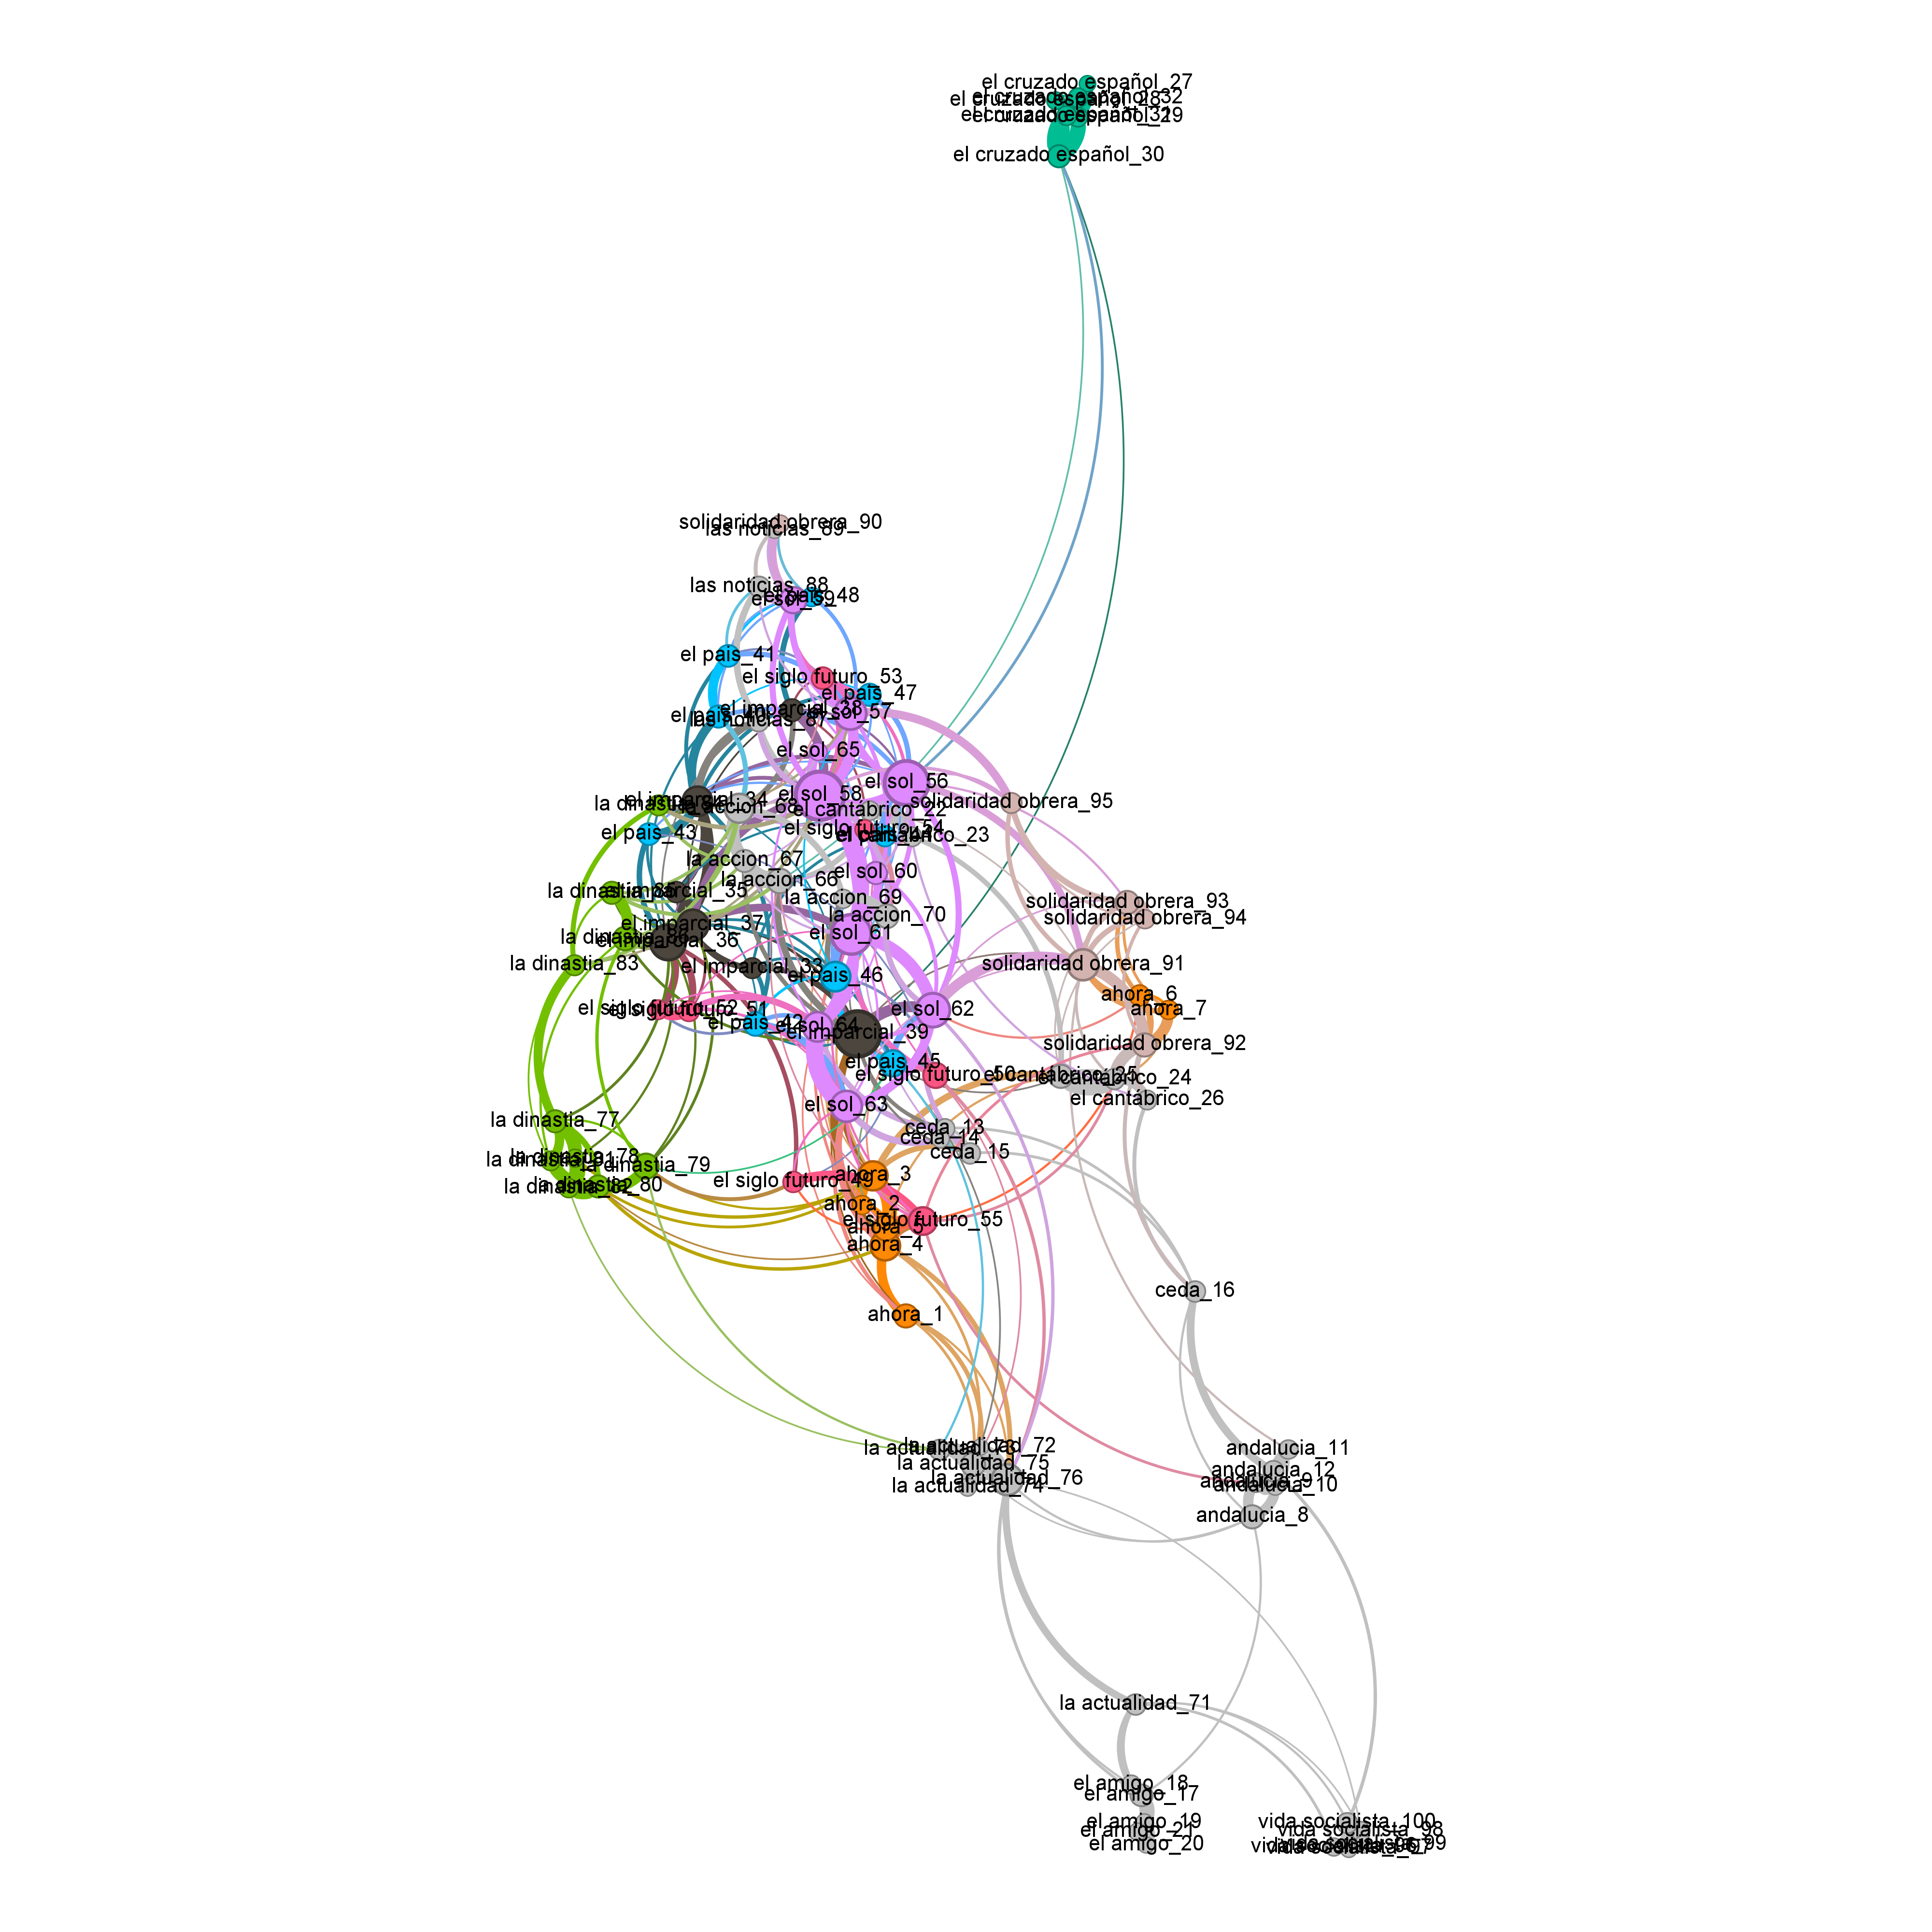 el cruzado español_27
el cruzado español_32
el cruzado español_28
el cruzado español_31
el cruzado español_29
el cruzado español_30
solidaridad obrera_90
las noticias_89
las noticias_88
el pais_48
el sol_59
el pais_41
el siglo futuro_53
el pais_47
el imparcial_38
el sol_57
el pais_40
las noticias_87
el sol_65
el sol_56
el sol_58
el imparcial_34
solidaridad obrera_95
la accion_68
el cantábrico_22
el siglo futuro_54
el pais_43
el cantábrico_23
la accion_67
el sol_60
la accion_66
el imparcial_35
la accion_69
solidaridad obrera_93
la accion_70
solidaridad obrera_94
el imparcial_37
el sol_61
el imparcial_36
la dinastia_83
solidaridad obrera_91
el imparcial_33
el pais_46
ahora_6
ahora_7
el siglo futuro_52
el siglo futuro_51
el sol_62
el pais_42
el sol_64
el imparcial_39
solidaridad obrera_92
el pais_45
el siglo futuro_50
el cantábrico_25
el cantábrico_24
el cantábrico_26
el sol_63
la dinastia_77
ceda_13
ceda_14
ceda_15
la dinastia_78
la dinastia_81
la dinastia_79
ahora_3
el siglo futuro_49
la dinastia_80
la dinastia_82
ahora_2
el siglo futuro_55
ahora_5
ahora_4
ceda_16
ahora_1
la actualidad_72
la actualidad_73
andalucia_11
la actualidad_75
andalucia_12
la actualidad_76
andalucia_9
andalucia_10
la actualidad_74
andalucia_8
la actualidad_71
el amigo_18
el amigo_17
el amigo_19
vida socialista_100
el amigo_21
vida socialista_98
el amigo_20
vida socialista_99
vida socialista_97